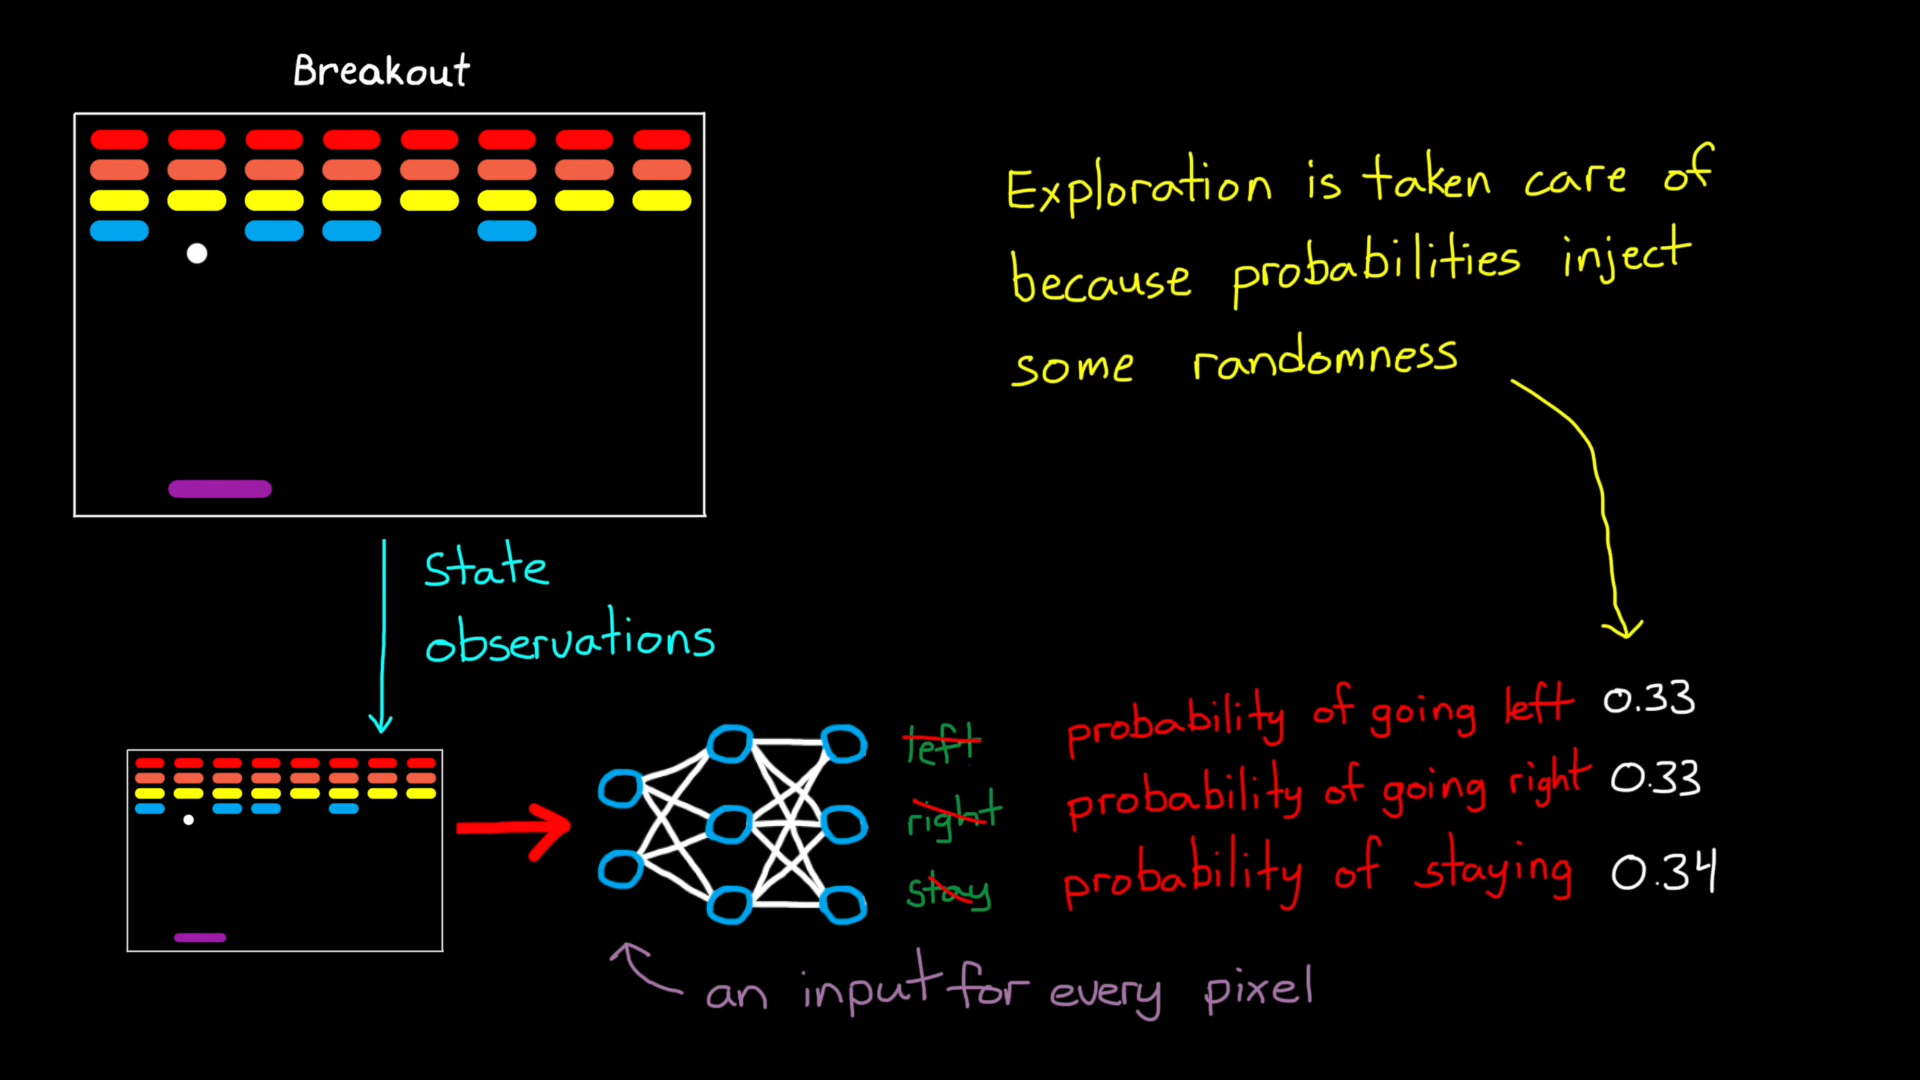 Breakout
Exploration is taken care of
because probabilities inject
some randomness
State
observations
left probability of going left 0.33
right probability of going right 0.33
stay probability of staying 0.34
an input for every pixel